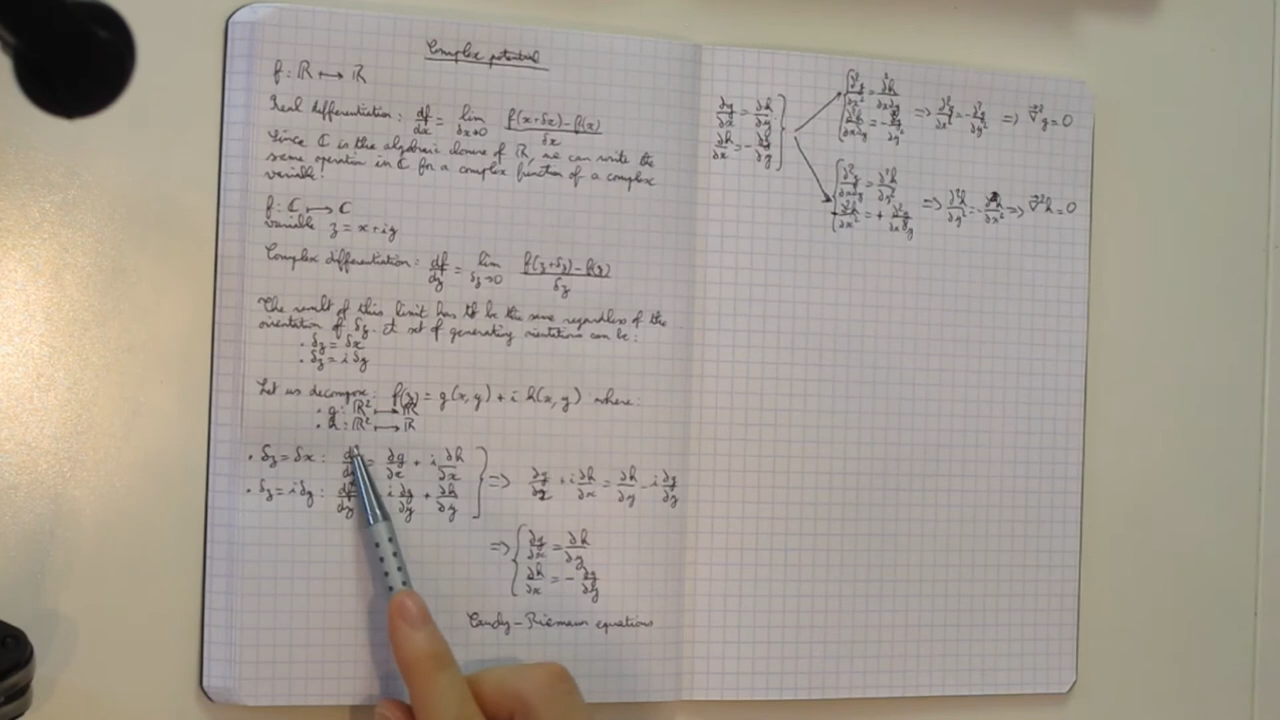 Complex potential
f: ℝ ⟼ ℝ
Real differentiation: df/dx = lim δx→0 (f(x+δx)−f(x))/δx
Since ℂ is the algebraic closure of ℝ, we can write the
same operation in ℂ for a complex function of a complex
variable!
f: ℂ ⟼ ℂ
variable z = x+iy
Complex differentiation: df/dz = lim δz→0 (f(z+δz)−f(z))/δz
The result of this limit has to be the same regardless of the
orientation of δz. A set of generating orientations can be:
• δz = δx
• δz = i δy
Let us decompose: f(z) = g(x,y) + i h(x,y) where:
• g: ℝ² ⟼ ℝ
• h: ℝ² ⟼ ℝ
• δz = δx: df/dz = ∂g/∂x + i ∂h/∂x
• δz = iδy: df/dz i ∂g/∂y + ∂h/∂y } ⟹ + i ∂h/∂x = ∂h/∂y − i ∂g/∂y
⟹ { ∂g/∂x = ∂h/∂y
∂h/∂x = − ∂g/∂y
Cauchy-Riemann equations
∂g/∂x = ∂h/∂y
∂h/∂x = − ∂g/∂y }
{ ∂²g/∂x² = ∂²h/∂x∂y
∂²h/∂x∂y = − ∂²g/∂y² ⟹ ∂²g/∂x² = − ∂²g/∂y² ⟹ ∇⃗²g = 0
{ ∂²g/∂x∂y = ∂²h/∂y²
∂²h/∂x² = + ∂²g/∂x∂y ⟹ ∂²h/∂y² = − ∂²h/∂x² ⟹ ∇⃗²h = 0